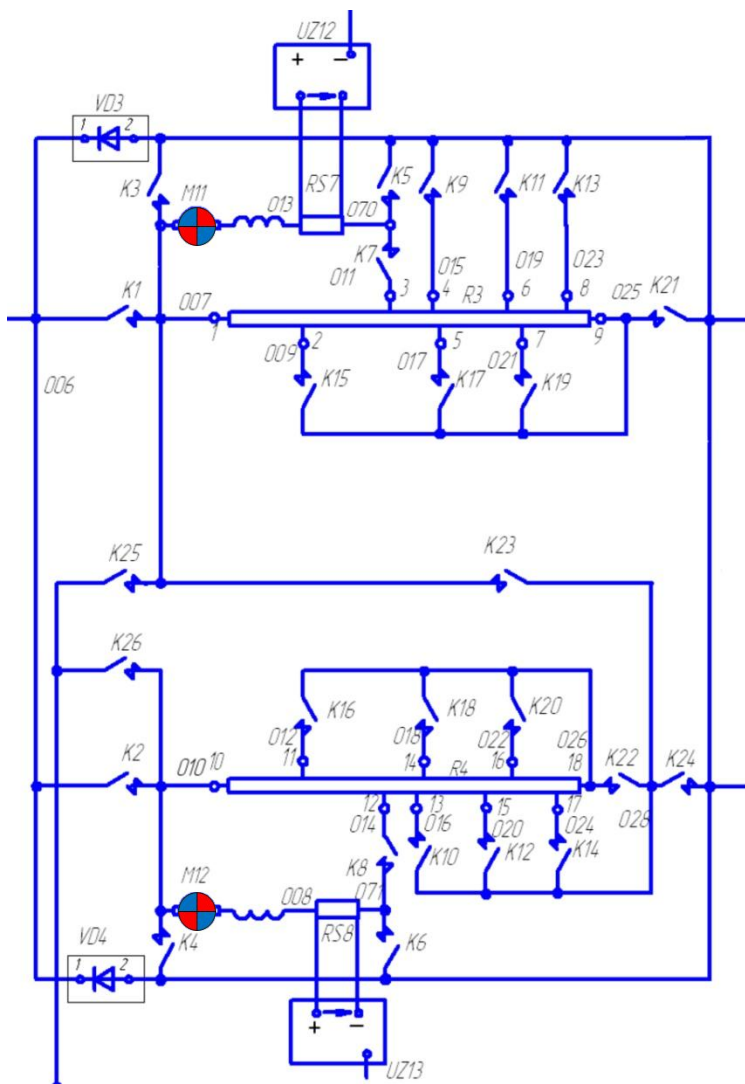 UZ12
+ −
VD3
1 2
K3
M11
013
RS7
070
K5
K9
K11
K13
K7
011
015
019
023
3
4
R3
6
8
025
K21
K1
007
1
9
006
009
2
017
5
021
7
K15
K17
K19
K25
K23
K26
K16
K18
K20
012
11
018
14
022
16
026
18
K2
010
10
R4
K22
K24
12
014
13
016
15
020
17
024
028
K8
K10
K12
K14
M12
008
071
RS8
K4
K6
VD4
1 2
+ −
UZ13